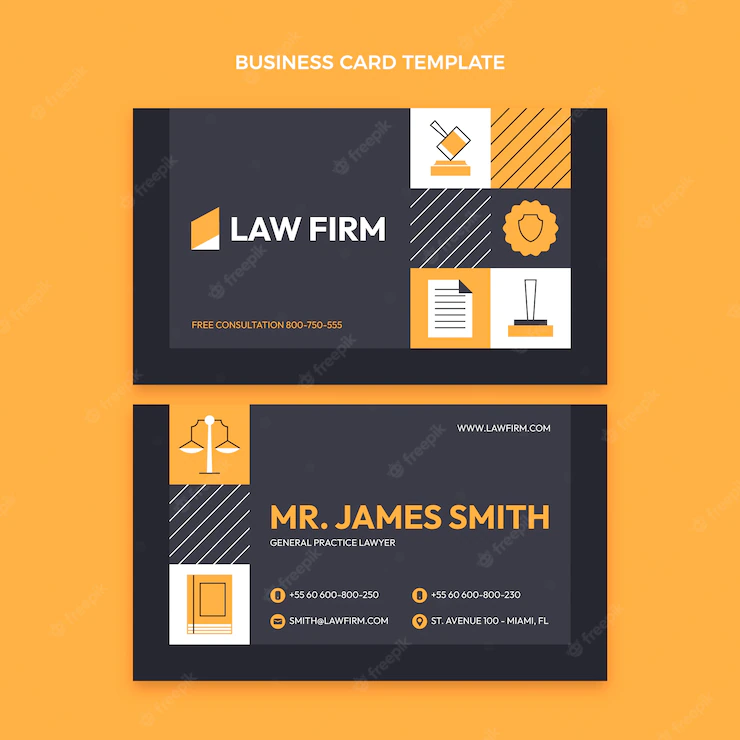 BUSINESS CARD TEMPLATE
LAW FIRM
FREE CONSULTATION 800-750-555
WWW.LAWFIRM.COM
MR. JAMES SMITH
GENERAL PRACTICE LAWYER
+55 60 600-800-250
+55 60 600-800-230
SMITH@LAWFIRM.COM
ST. AVENUE 100 - MIAMI, FL
freepik